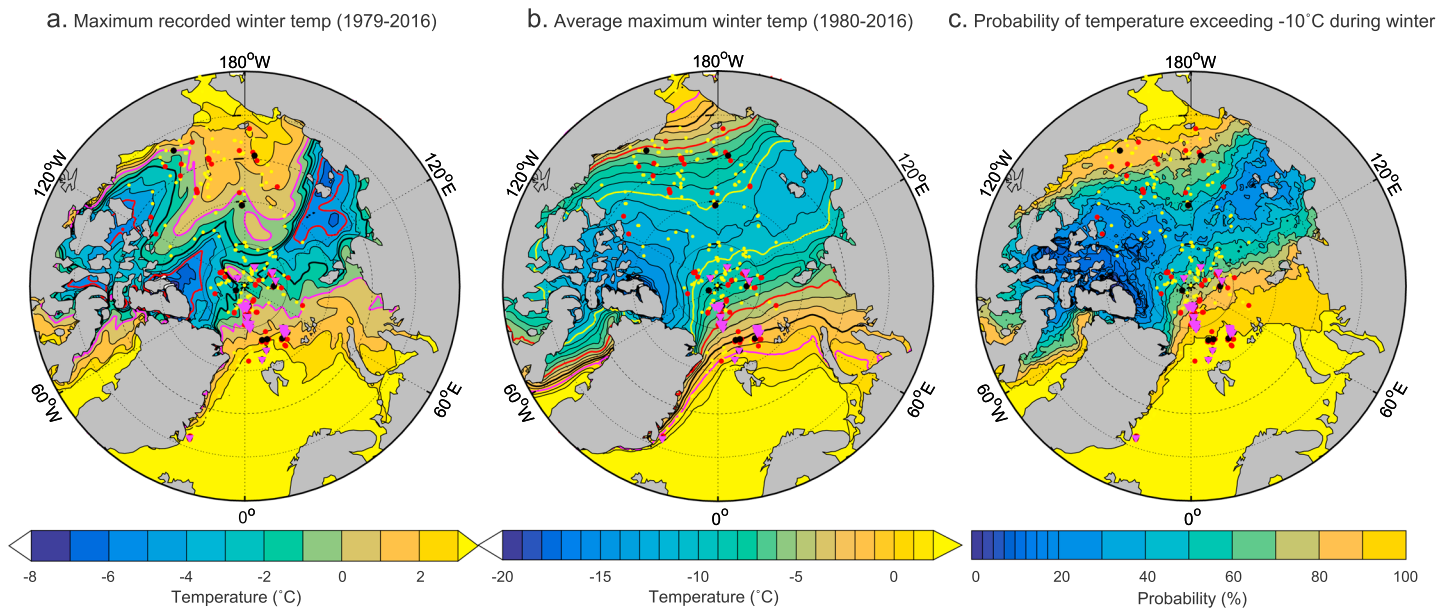 a. Maximum recorded winter temp (1979-2016)
b. Average maximum winter temp (1980-2016)
c. Probability of temperature exceeding -10˚C during winter
180°W
180°W
180°W
120°W
120°E
120°W
120°E
120°W
120°E
60°W
60°E
60°W
60°E
60°W
60°E
0°
0°
0°
-8 -6 -4 -2 0 2
-20 -15 -10 -5 0
0 20 40 60 80 100
Temperature (˚C)
Temperature (˚C)
Probability (%)